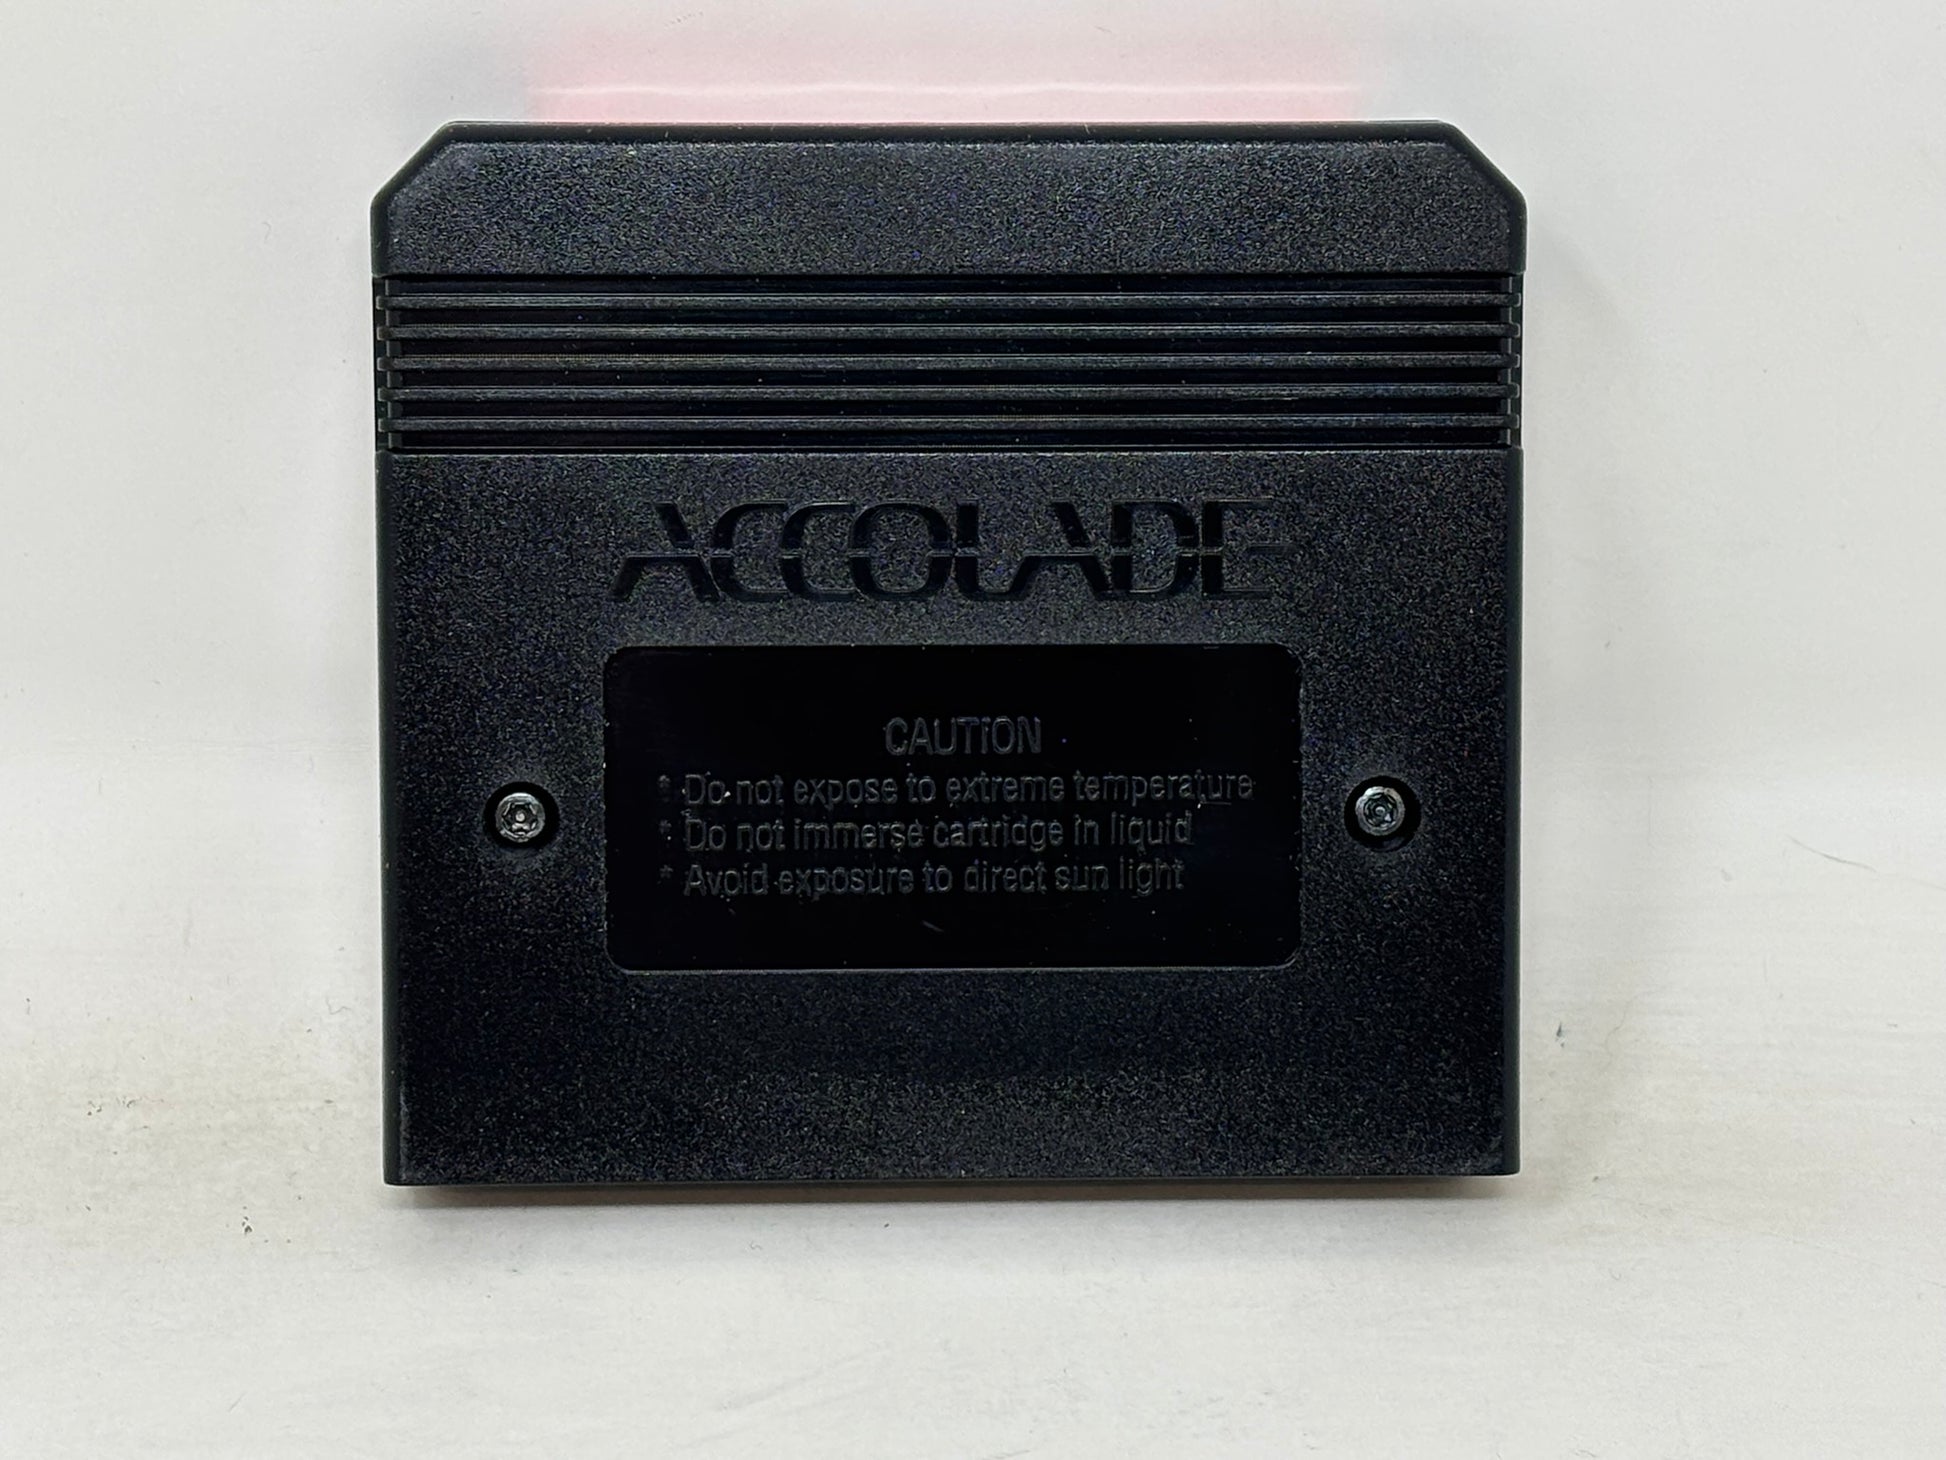 ACCOLADE
CAUTION
* Do not expose to extreme temperature
* Do not immerse cartridge in liquid
* Avoid exposure to direct sun light